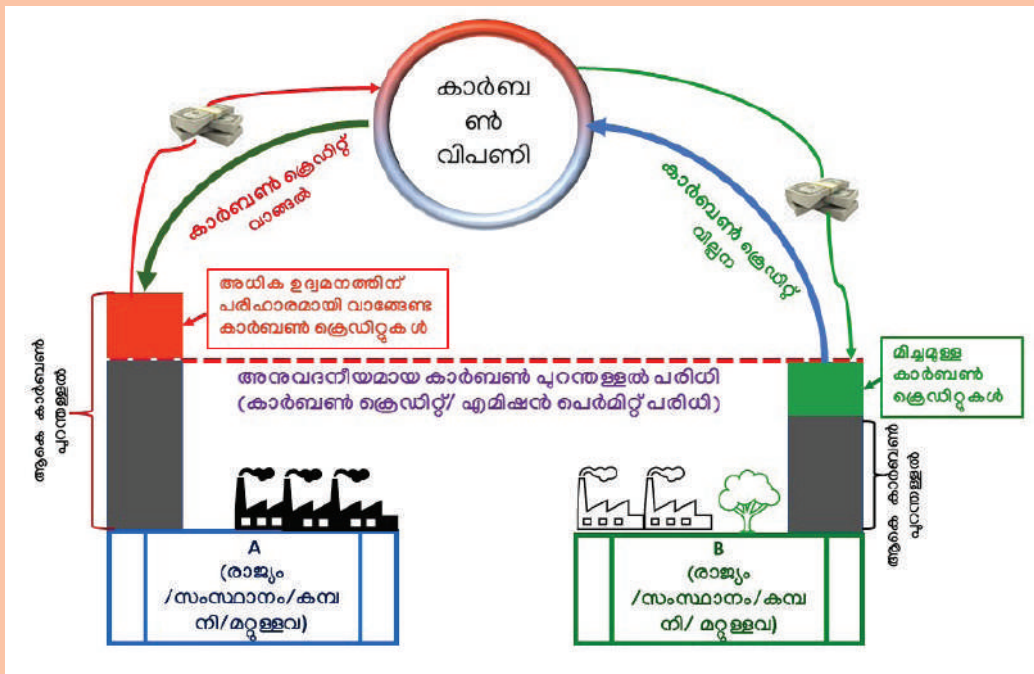 കാർബ
ൺ
വിപണി
കാർബൺ ക്രെഡിറ്റ്
വാങ്ങൽ
കാർബൺ ക്രെഡിറ്റ്
വില്പന
അധിക ഉദ്വമനത്തിന്
പരിഹാരമായി വാങ്ങേണ്ട
കാർബൺ ക്രെഡിറ്റുകൾ
അനുവദനീയമായ കാർബൺ പുറന്തള്ളൽ പരിധി
(കാർബൺ ക്രെഡിറ്റ്/ എമിഷൻ പെർമിറ്റ് പരിധി)
മിച്ചമുള്ള
കാർബൺ
ക്രെഡിറ്റുകൾ
ആകെ കാർബൺ
പുറന്തള്ളൽ
ആകെ കാർബൺ
പുറന്തള്ളൽ
A
(രാജ്യം
/സംസ്ഥാനം/കമ്പ
നി/മറ്റുള്ളവ)
B
(രാജ്യം
/സംസ്ഥാനം/കമ്പ
നി/ മറ്റുള്ളവ)